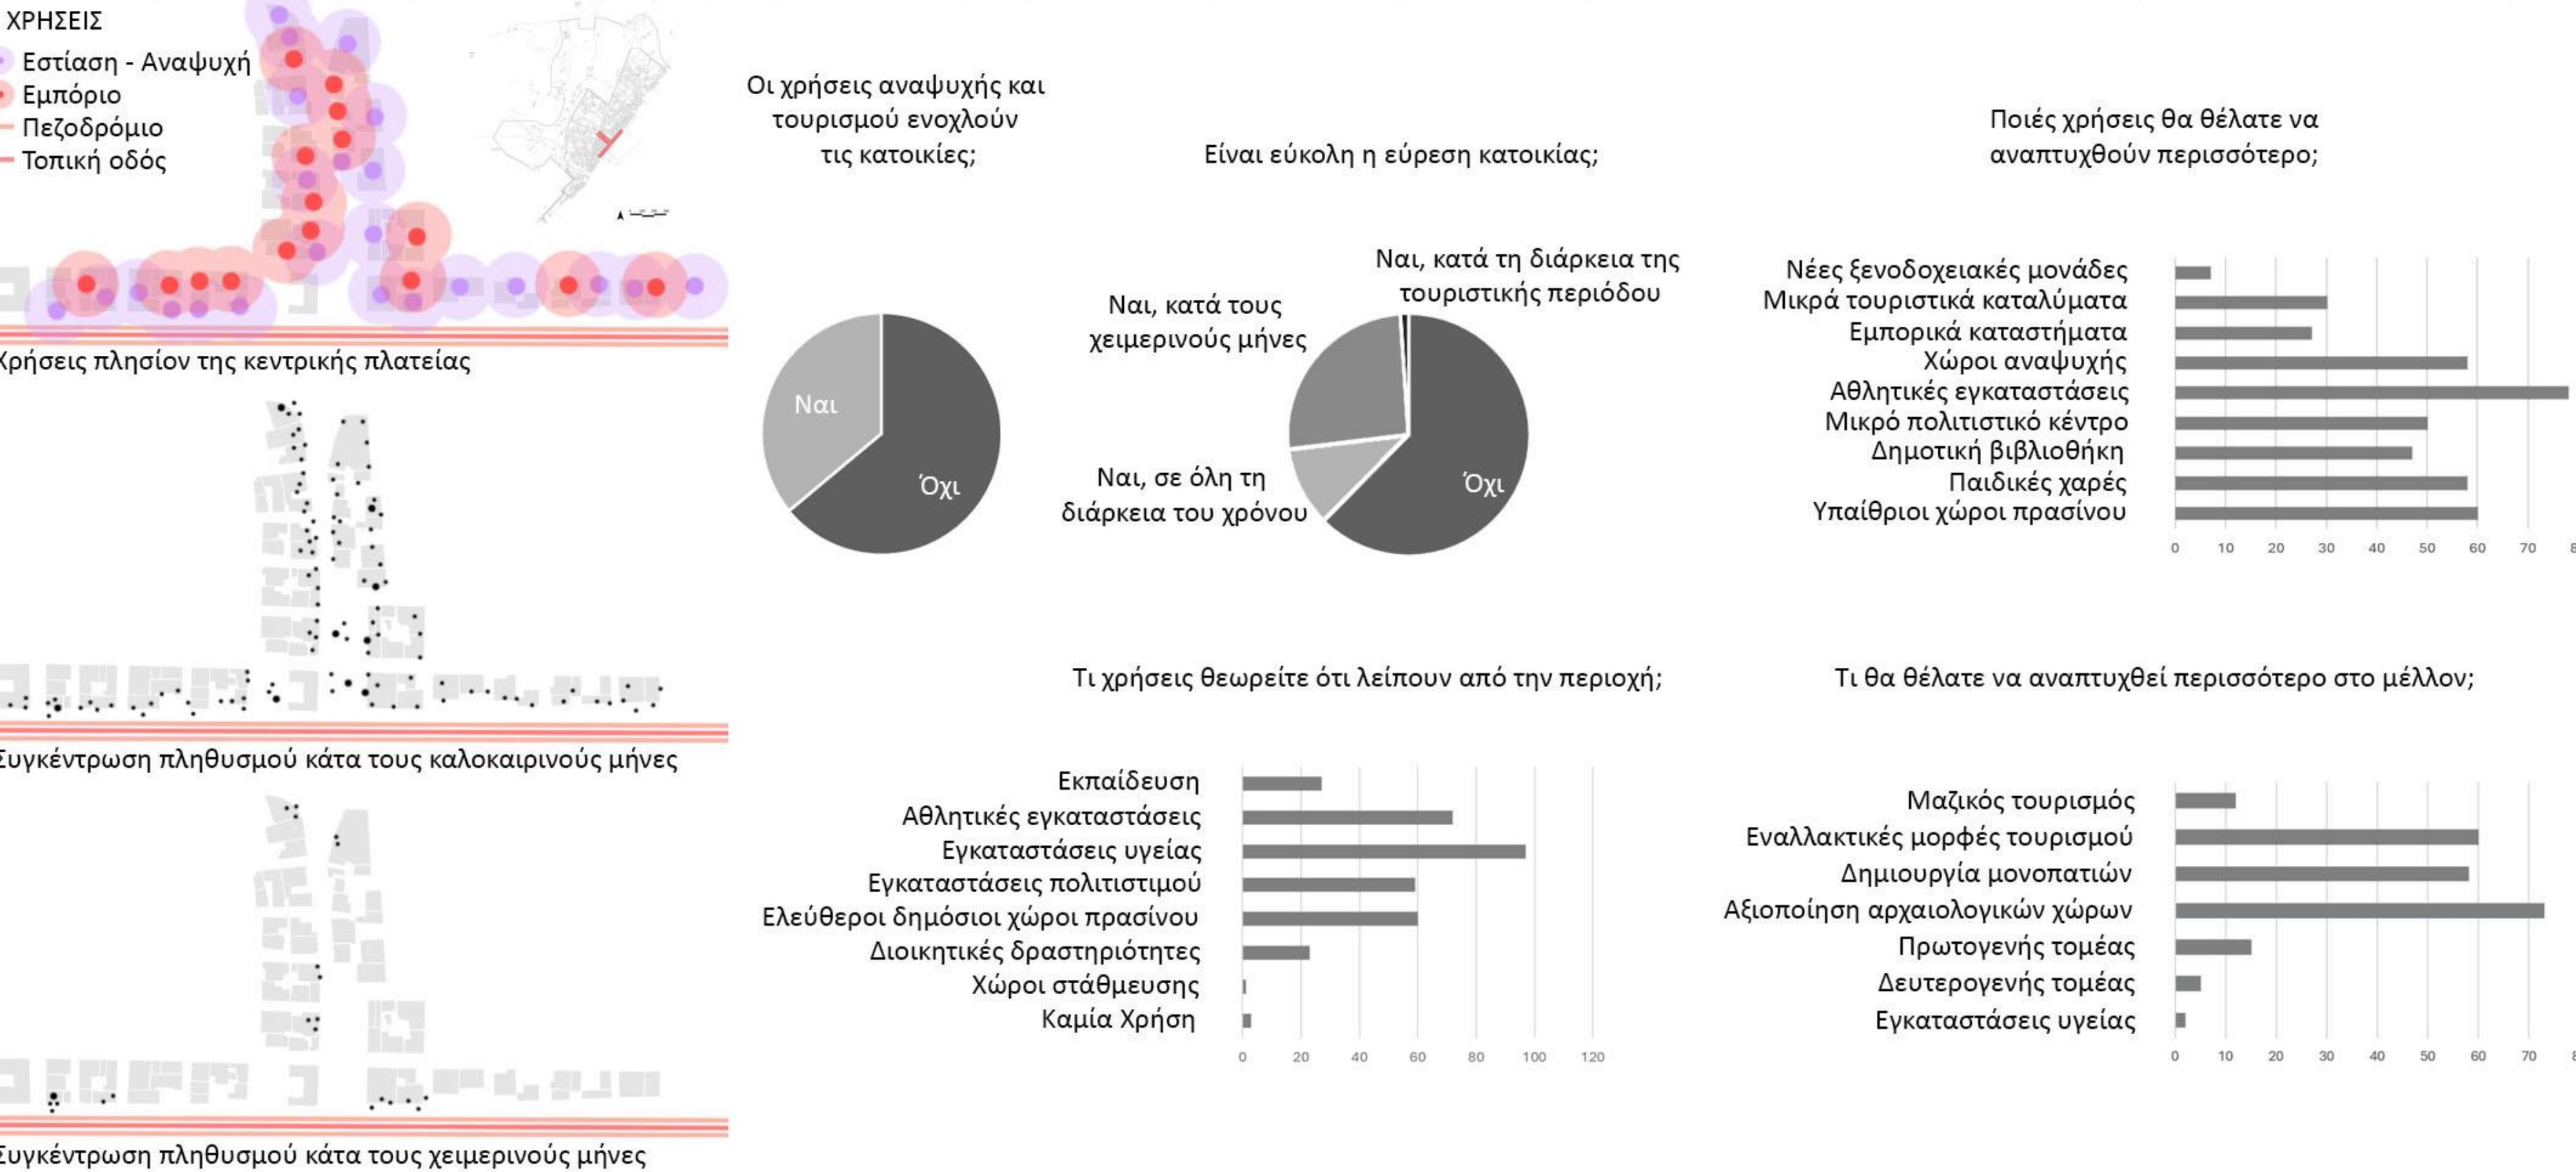 ΧΡΗΣΕΙΣ
Εστίαση - Αναψυχή
Εμπόριο
Πεζοδρόμιο
Τοπική οδός
Χρήσεις πλησίον της κεντρικής πλατείας
Συγκέντρωση πληθυσμού κάτα τους καλοκαιρινούς μήνες
Συγκέντρωση πληθυσμού κάτα τους χειμερινούς μήνες
Οι χρήσεις αναψυχής και
τουρισμού ενοχλούν
τις κατοικίες;
Ναι
Όχι
Είναι εύκολη η εύρεση κατοικίας;
Ναι, κατά τη διάρκεια της
τουριστικής περιόδου
Ναι, κατά τους
χειμερινούς μήνες
Ναι, σε όλη τη
διάρκεια του χρόνου
Όχι
Ποιές χρήσεις θα θέλατε να
αναπτυχθούν περισσότερο;
Νέες ξενοδοχειακές μονάδες
Μικρά τουριστικά καταλύματα
Εμπορικά καταστήματα
Χώροι αναψυχής
Αθλητικές εγκαταστάσεις
Μικρό πολιτιστικό κέντρο
Δημοτική βιβλιοθήκη
Παιδικές χαρές
Υπαίθριοι χώροι πρασίνου
0 10 20 30 40 50 60 70
Τι χρήσεις θεωρείτε ότι λείπουν από την περιοχή;
Εκπαίδευση
Αθλητικές εγκαταστάσεις
Εγκαταστάσεις υγείας
Εγκαταστάσεις πολιτιστιμού
Ελεύθεροι δημόσιοι χώροι πρασίνου
Διοικητικές δραστηριότητες
Χώροι στάθμευσης
Καμία Χρήση
0 20 40 60 80 100 120
Τι θα θέλατε να αναπτυχθεί περισσότερο στο μέλλον;
Μαζικός τουρισμός
Εναλλακτικές μορφές τουρισμού
Δημιουργία μονοπατιών
Αξιοποίηση αρχαιολογικών χώρων
Πρωτογενής τομέας
Δευτερογενής τομέας
Εγκαταστάσεις υγείας
0 10 20 30 40 50 60 70